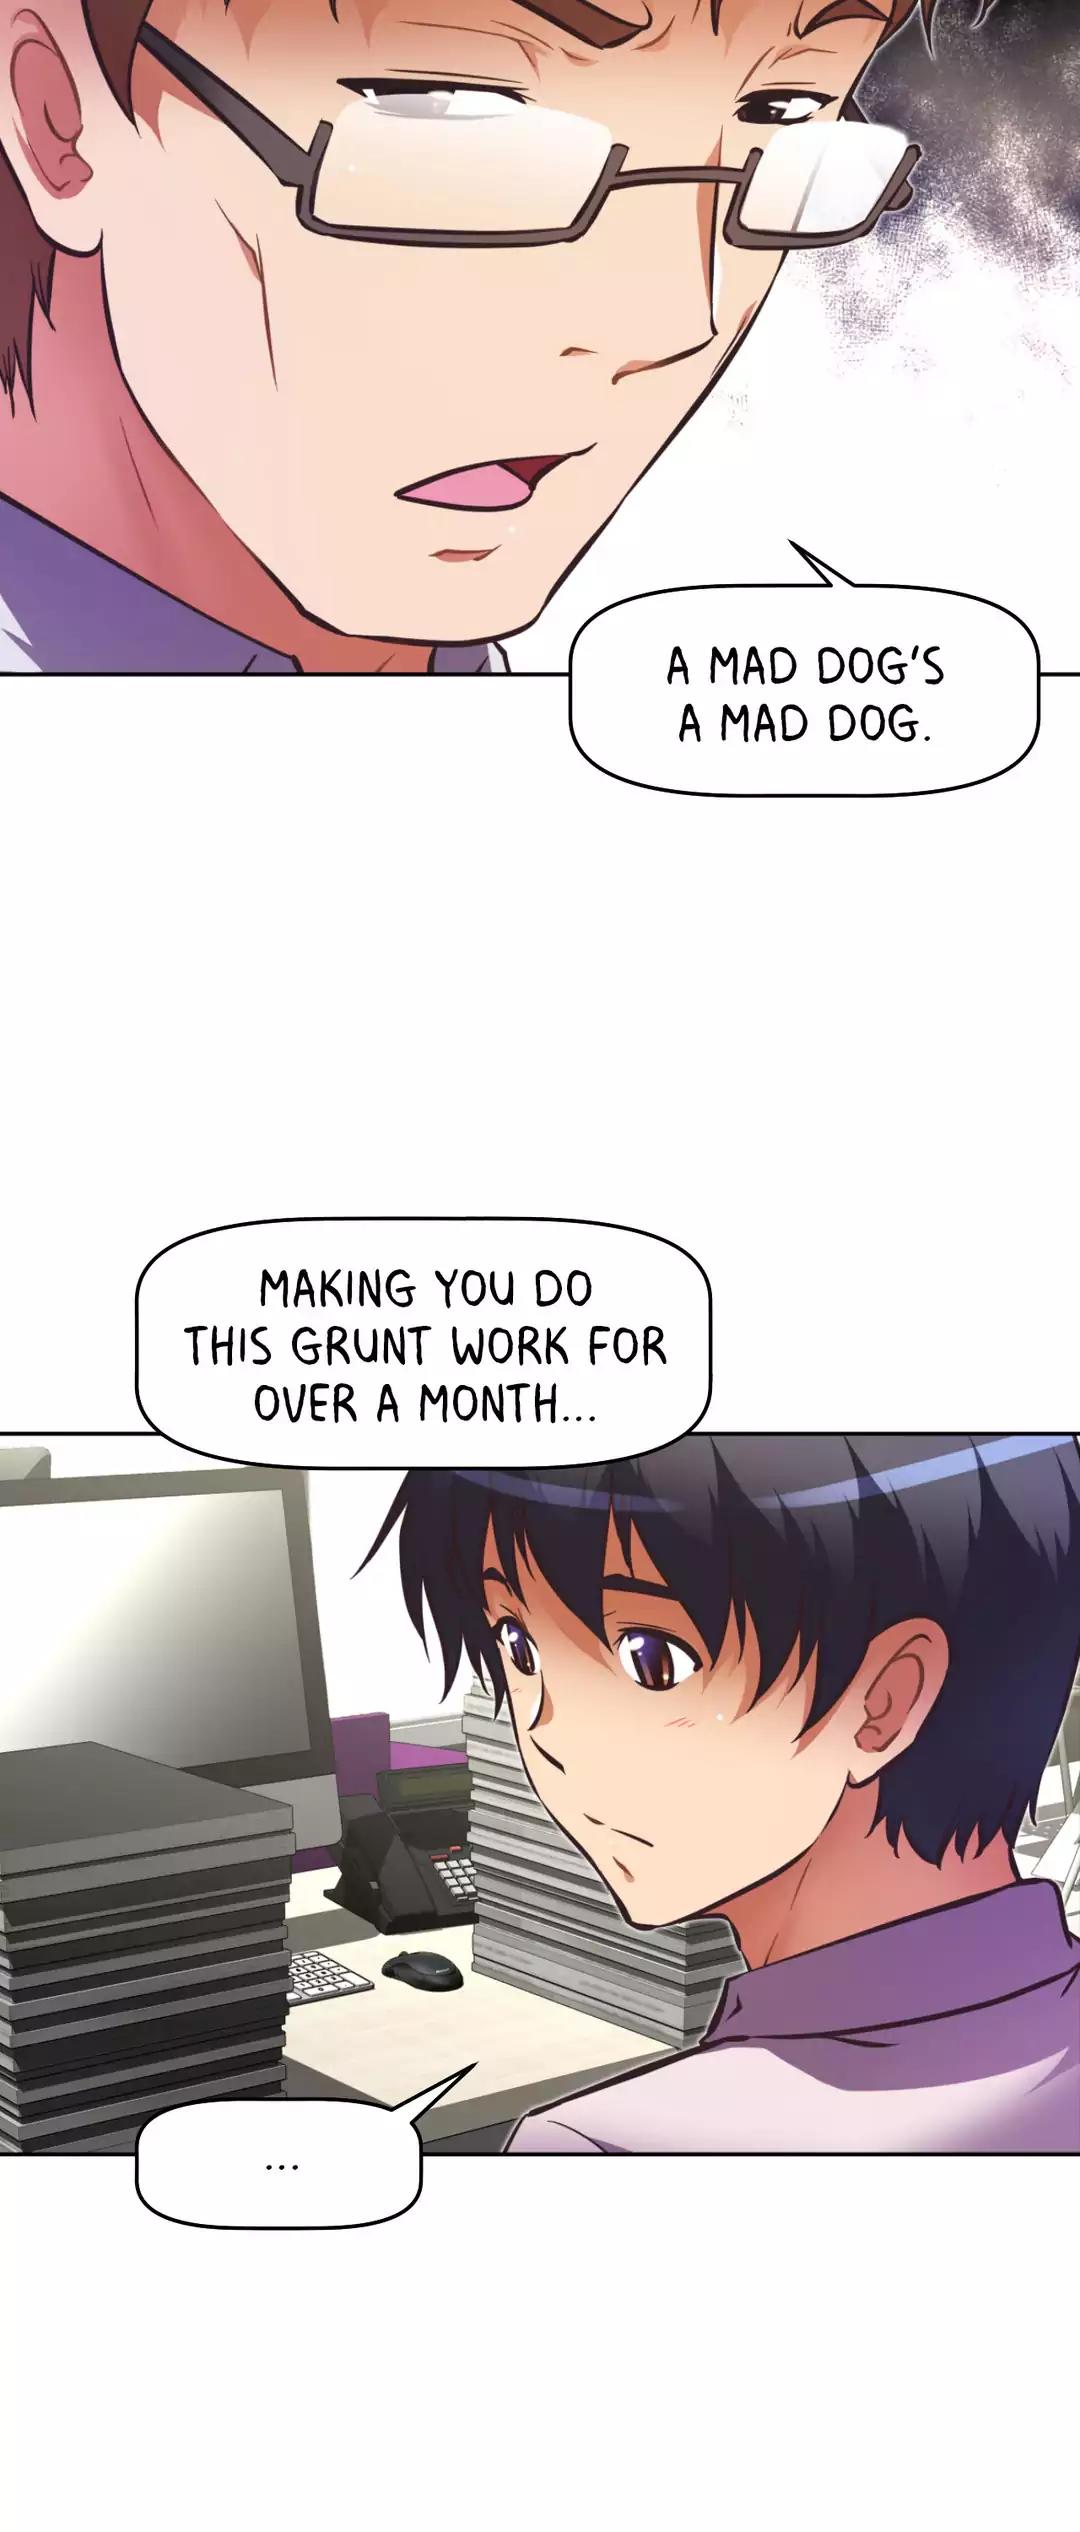 A MAD DOG'S
A MAD DOG.
MAKING YOU DO
THIS GRUNT WORK FOR
OVER A MONTH...
...